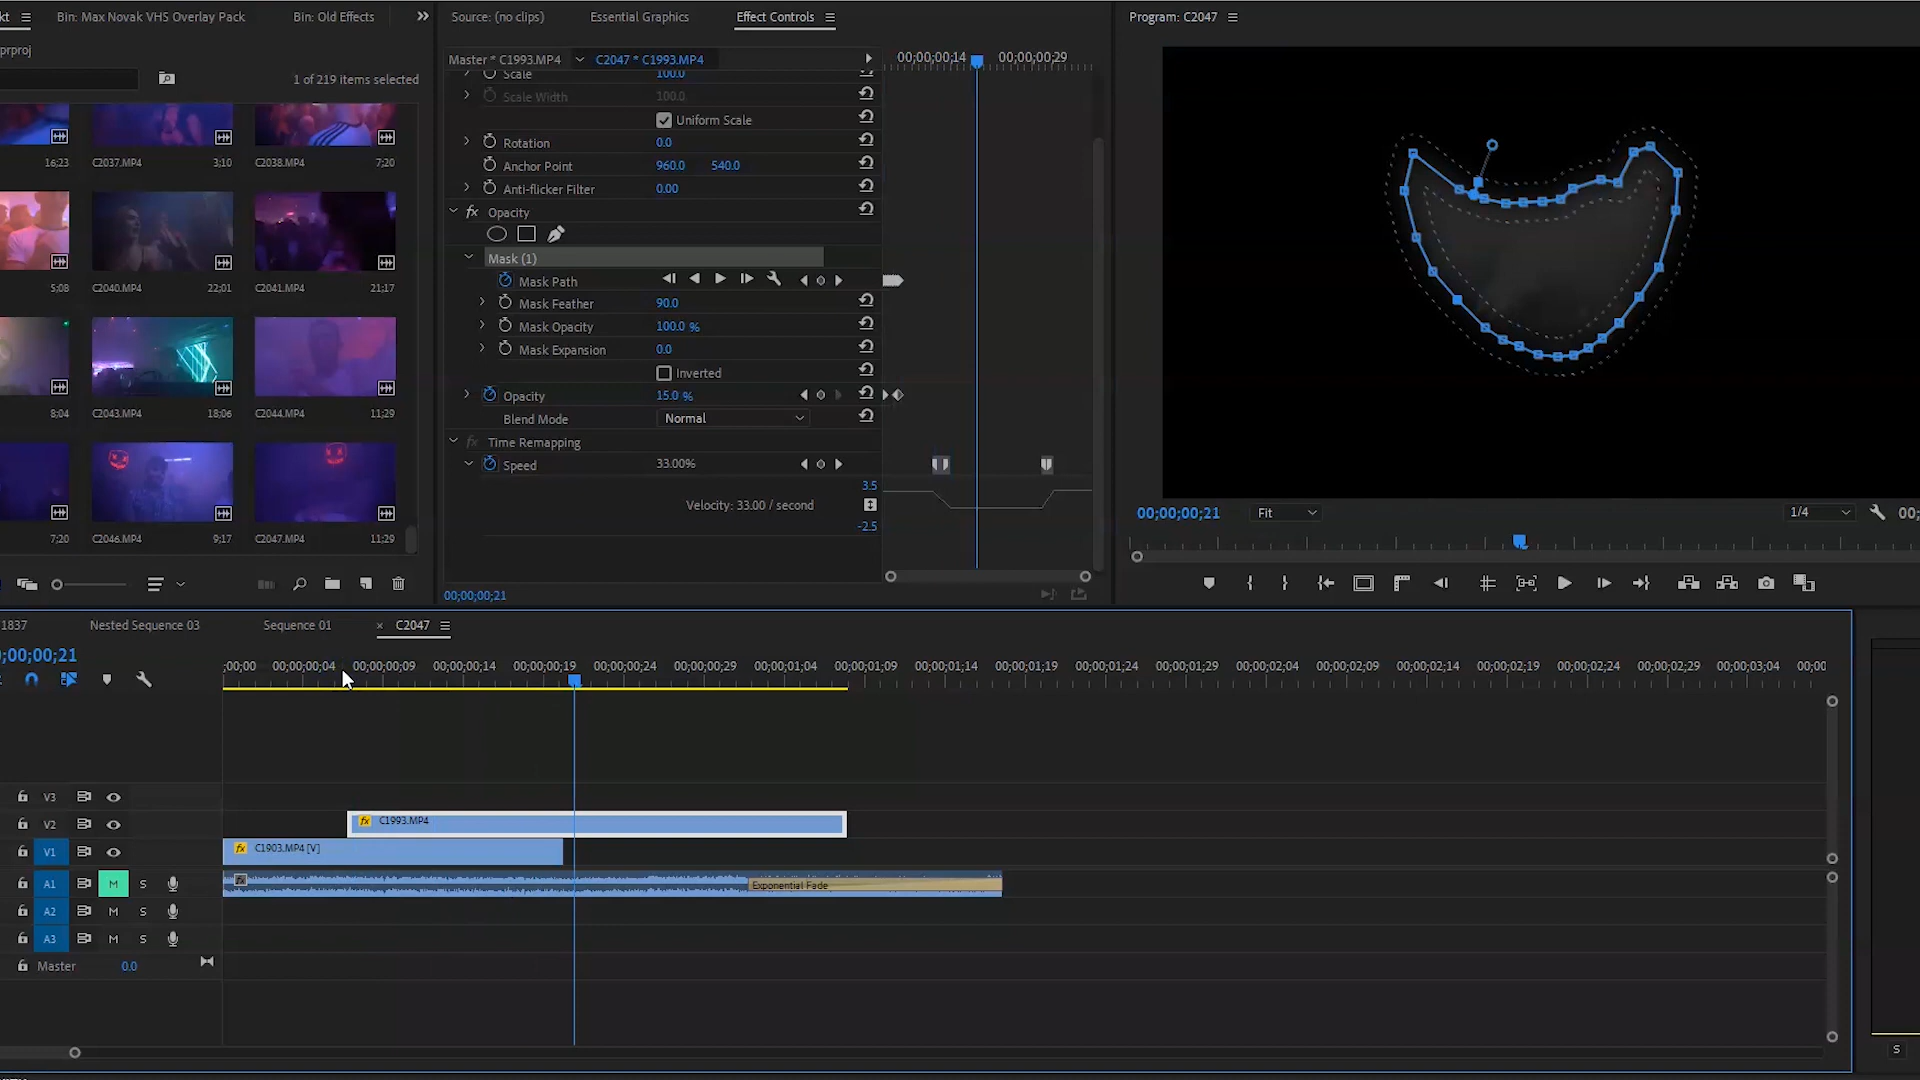 kt
Bin: Max Novak VHS Overlay Pack
Bin: Old Effects
prproj
1 of 219 items selected
16;23
C2037.MP4
3;10
C2038.MP4
7;20
5;08
C2040.MP4
22;01
C2041.MP4
21;17
8;04
C2043.MP4
18;06
C2044.MP4
11;29
7;20
C2046.MP4
9;17
C2047.MP4
11;29
Source: (no clips)
Essential Graphics
Effect Controls
Master * C1993.MP4
C2047 * C1993.MP4
00;00;00;14
00;00;00;29
Scale
100.0
Scale Width
100.0
Uniform Scale
Rotation
0.0
Anchor Point
960.0
540.0
Anti-flicker Filter
0.00
fx
Opacity
Mask (1)
Mask Path
Mask Feather
90.0
Mask Opacity
100.0 %
Mask Expansion
0.0
Inverted
Opacity
15.0 %
Blend Mode
Normal
fx
Time Remapping
Speed
33.00%
3.5
Velocity: 33.00 / second
-2.5
00;00;00;21
Program: C2047
00;00;00;21
Fit
1/4
00;
1837
Nested Sequence 03
Sequence 01
× C2047
;00;00;21
;00;00
00;00;00;04
00;00;00;09
00;00;00;14
00;00;00;19
00;00;00;24
00;00;00;29
00;00;01;04
00;00;01;09
00;00;01;14
00;00;01;19
00;00;01;24
00;00;01;29
00;00;02;04
00;00;02;09
00;00;02;14
00;00;02;19
00;00;02;24
00;00;02;29
00;00;03;04
00;00
V3
V2
fx
C1993.MP4
V1
fx
C1903.MP4 [V]
A1
M
S
fx
Exponential Fade
A2
M
S
A3
M
S
Master
0.0
S